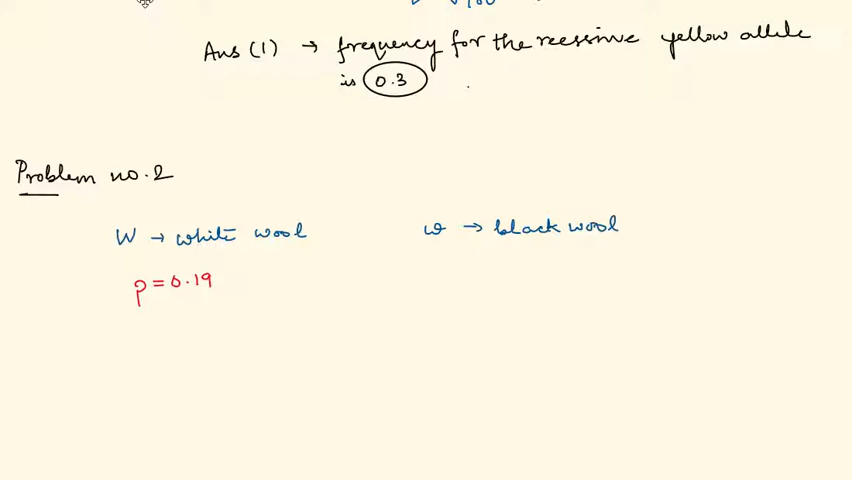 Ans (1) → frequency for the recessive yellow allele
is 0.3
Problem no. 2
W → white wool
w → black wool
p = 0.19